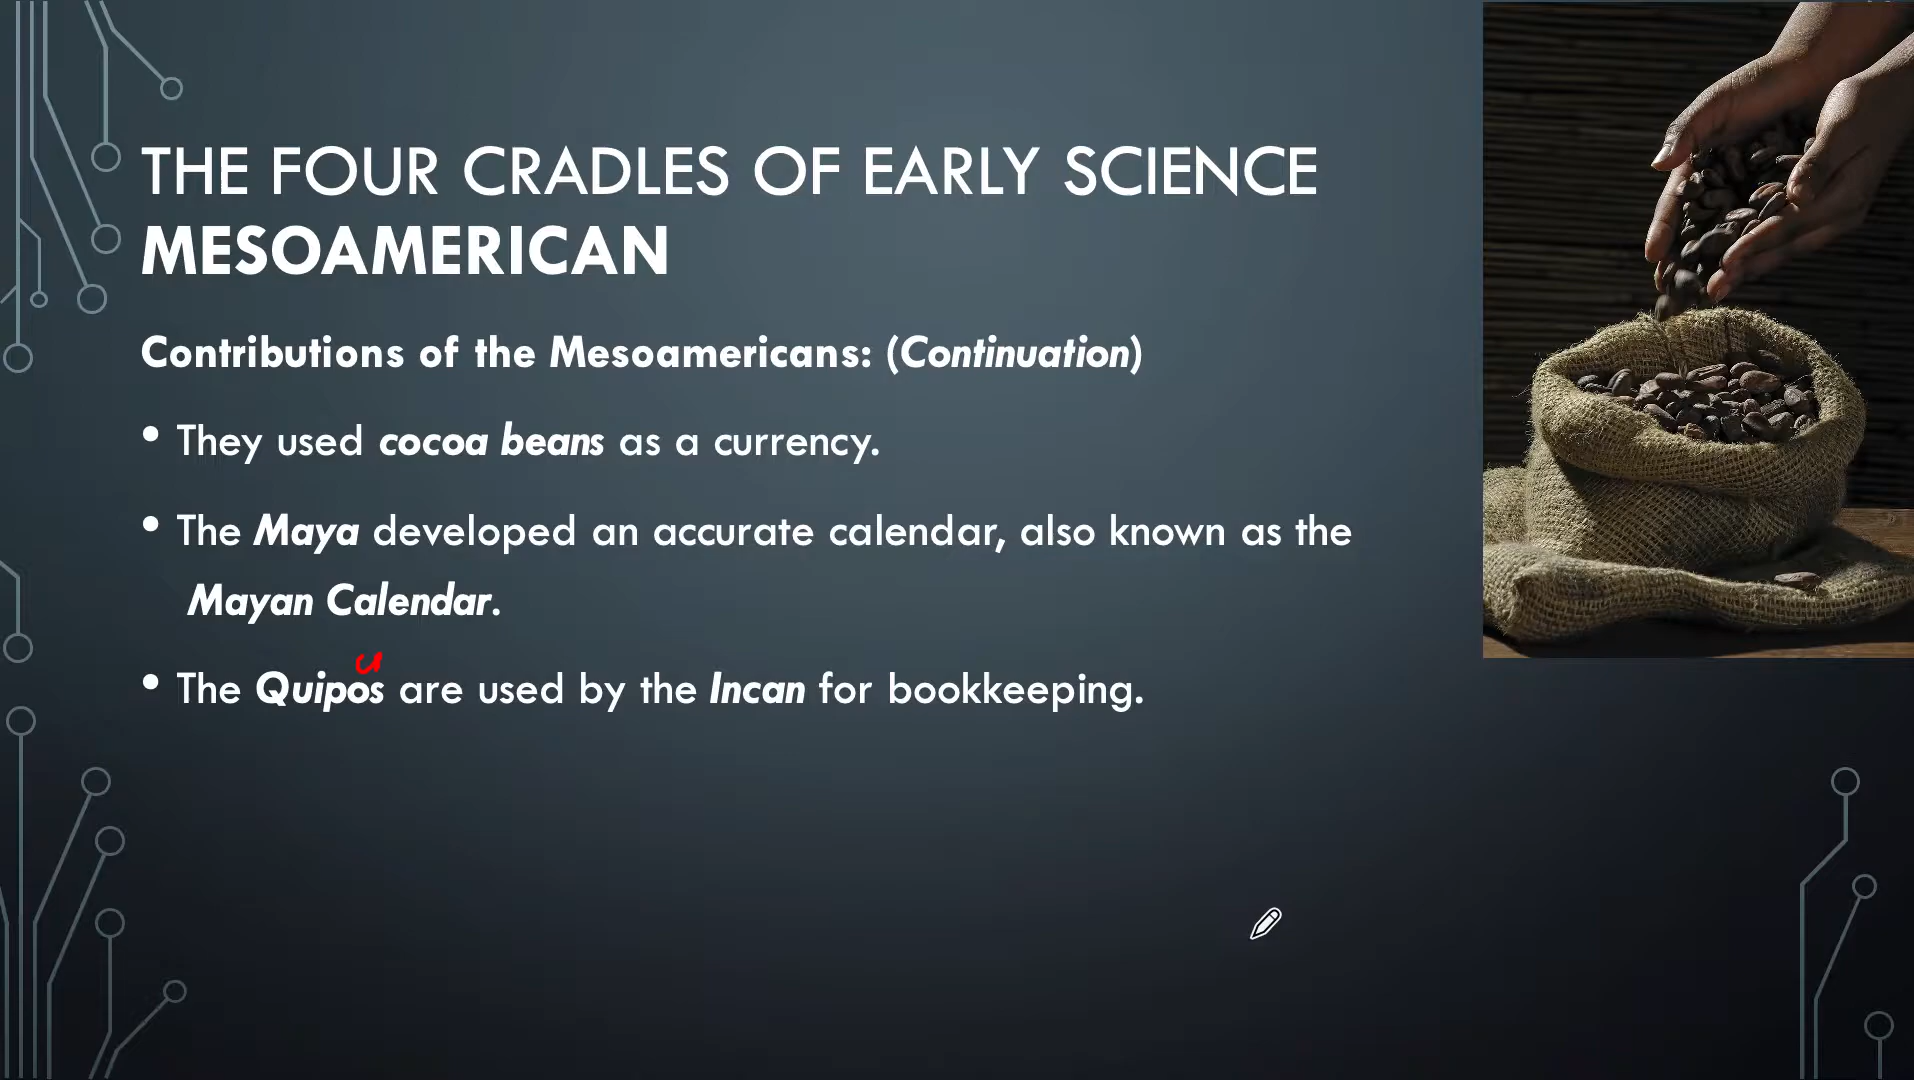 THE FOUR CRADLES OF EARLY SCIENCE
MESOAMERICAN
Contributions of the Mesoamericans: (Continuation)
• They used cocoa beans as a currency.
• The Maya developed an accurate calendar, also known as the
Mayan Calendar.
u
• The Quipos are used by the Incan for bookkeeping.